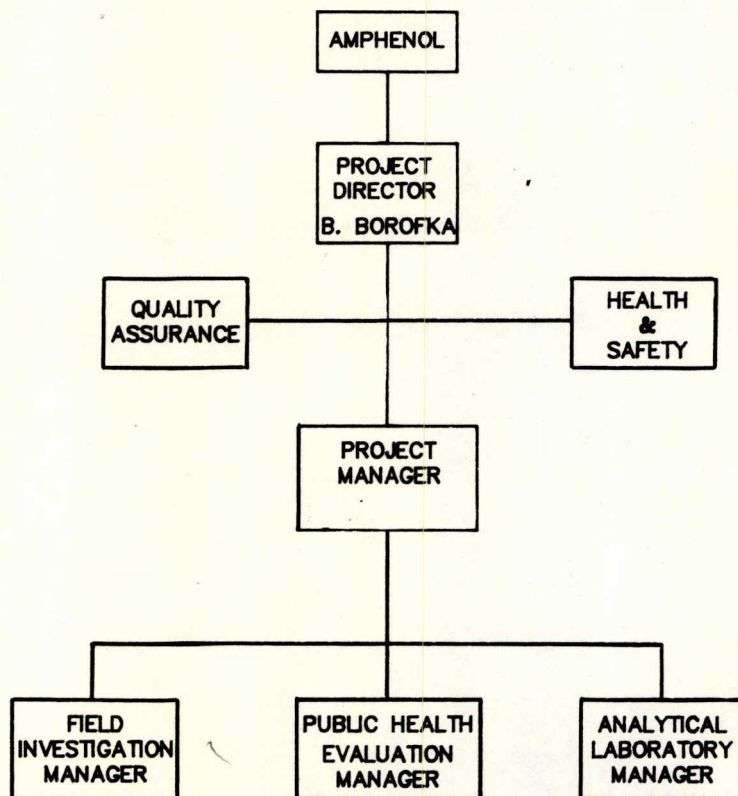 AMPHENOL
PROJECT
DIRECTOR
B. BOROFKA
QUALITY
ASSURANCE
HEALTH
&
SAFETY
PROJECT
MANAGER
FIELD
INVESTIGATION
MANAGER
PUBLIC HEALTH
EVALUATION
MANAGER
ANALYTICAL
LABORATORY
MANAGER